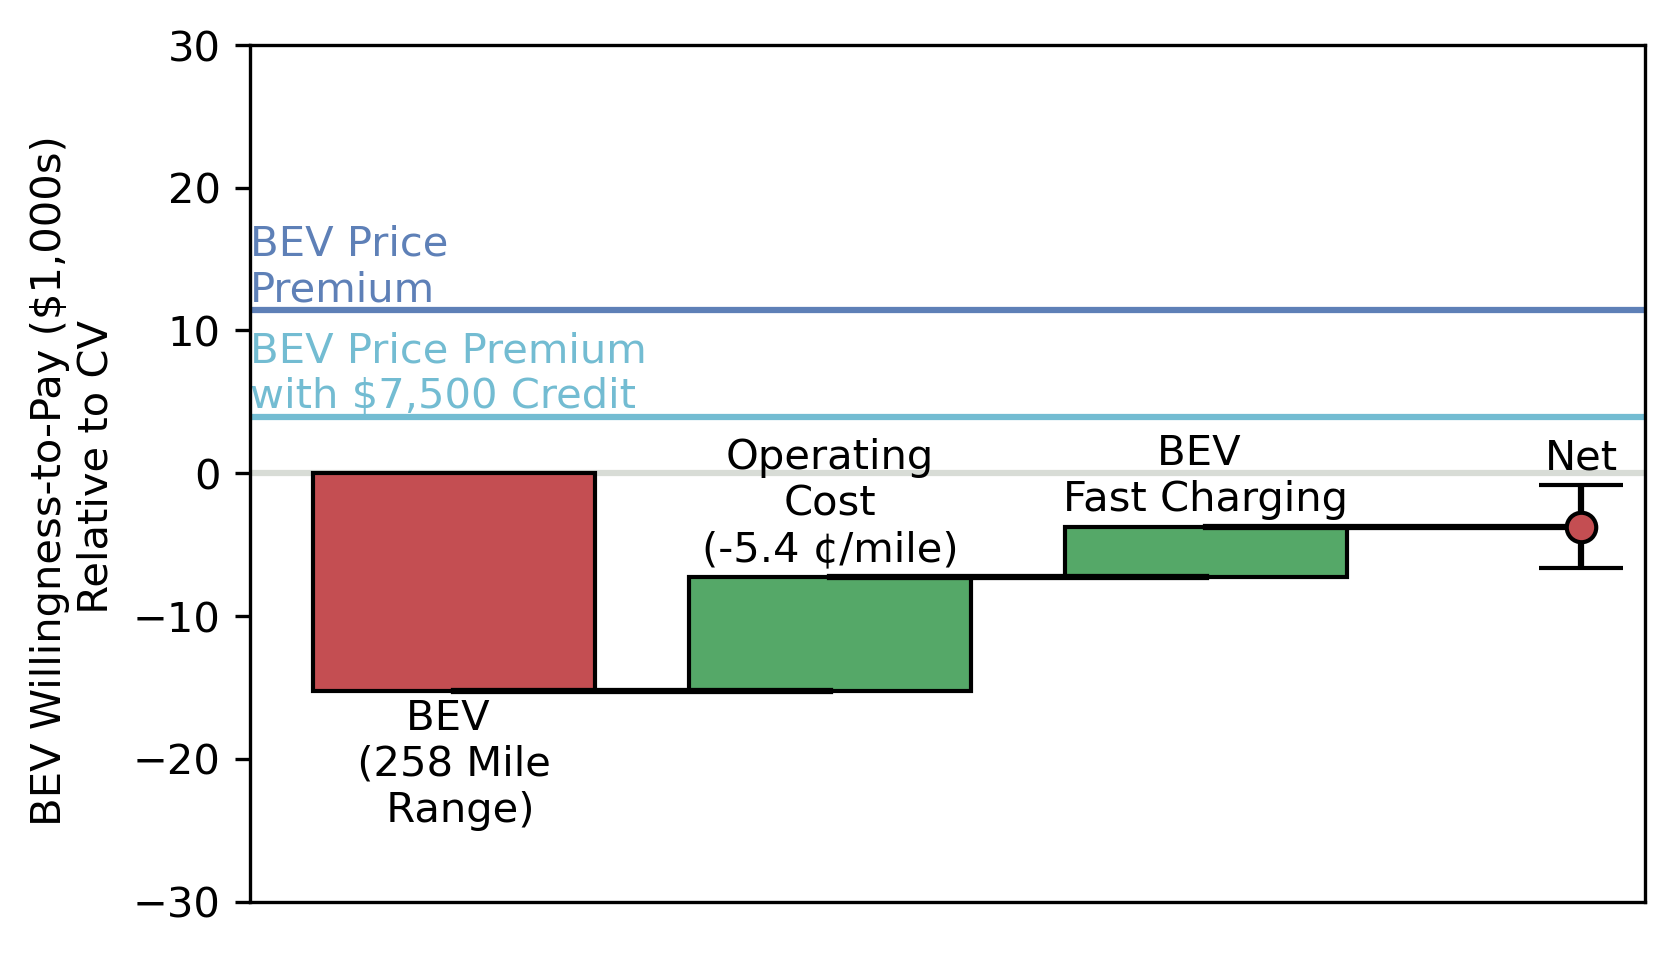 BEV Willingness-to-Pay ($1,000s)
Relative to CV
30
20
10
0
−10
−20
−30
BEV Price
Premium
BEV Price Premium
with $7,500 Credit
BEV
(258 Mile
Range)
Operating
Cost
(-5.4 ¢/mile)
BEV
Fast Charging
Net